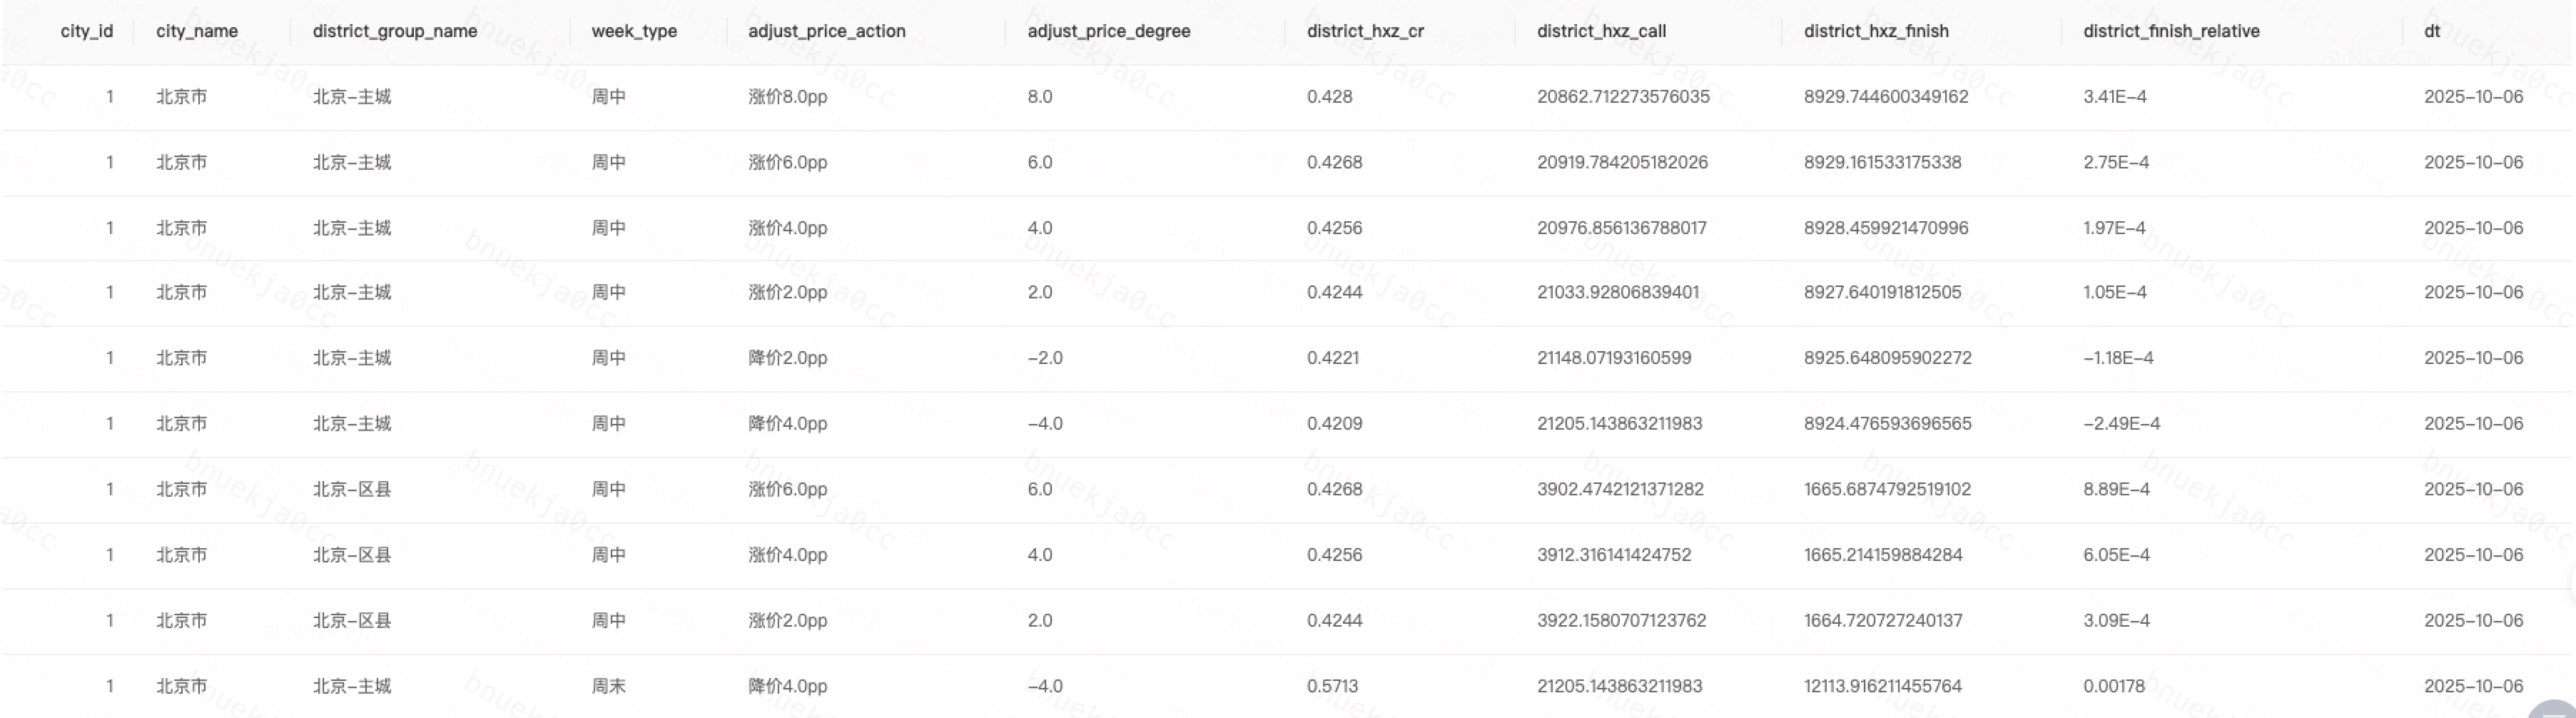 city_id city_name district_group_name week_type adjust_price_action adjust_price_degree district_hxz_cr district_hxz_call district_hxz_finish district_finish_relative dt
1 北京市 北京-主城 周中 涨价8.0pp 8.0 0.428 20862.712273576035 8929.744600349162 3.41E-4 2025-10-06
1 北京市 北京-主城 周中 涨价6.0pp 6.0 0.4268 20919.784205182026 8929.161533175338 2.75E-4 2025-10-06
1 北京市 北京-主城 周中 涨价4.0pp 4.0 0.4256 20976.856136788017 8928.459921470996 1.97E-4 2025-10-06
1 北京市 北京-主城 周中 涨价2.0pp 2.0 0.4244 21033.92806839401 8927.640191812505 1.05E-4 2025-10-06
1 北京市 北京-主城 周中 降价2.0pp -2.0 0.4221 21148.07193160599 8925.648095902272 -1.18E-4 2025-10-06
1 北京市 北京-主城 周中 降价4.0pp -4.0 0.4209 21205.143863211983 8924.476593696565 -2.49E-4 2025-10-06
1 北京市 北京-区县 周中 涨价6.0pp 6.0 0.4268 3902.4742121371282 1665.6874792519102 8.89E-4 2025-10-06
1 北京市 北京-区县 周中 涨价4.0pp 4.0 0.4256 3912.316141424752 1665.214159884284 6.05E-4 2025-10-06
1 北京市 北京-区县 周中 涨价2.0pp 2.0 0.4244 3922.1580707123762 1664.720727240137 3.09E-4 2025-10-06
1 北京市 北京-主城 周末 降价4.0pp -4.0 0.5713 21205.143863211983 12113.916211455764 0.00178 2025-10-06